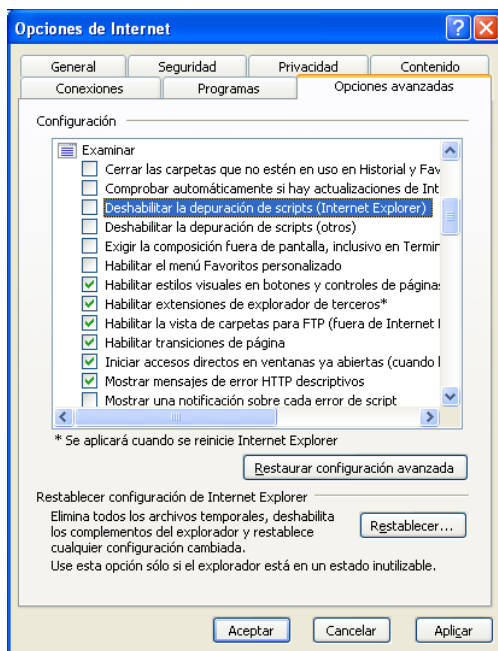 Opciones de Internet
General Seguridad Privacidad Contenido
Conexiones Programas Opciones avanzadas
Configuración
Examinar
Cerrar las carpetas que no estén en uso en Historial y Fav
Comprobar automáticamente si hay actualizaciones de Int
Deshabilitar la depuración de scripts (Internet Explorer)
Deshabilitar la depuración de scripts (otros)
Exigir la composición fuera de pantalla, inclusivo en Termin
Habilitar el menú Favoritos personalizado
Habilitar estilos visuales en botones y controles de páginas
Habilitar extensiones de explorador de terceros*
Habilitar la vista de carpetas para FTP (fuera de Internet
Habilitar transiciones de página
Iniciar accesos directos en ventanas ya abiertas (cuando
Mostrar mensajes de error HTTP descriptivos
Mostrar una notificación sobre cada error de script
* Se aplicará cuando se reinicie Internet Explorer
Restaurar configuración avanzada
Restablecer configuración de Internet Explorer
Elimina todos los archivos temporales, deshabilita
los complementos del explorador y restablece
cualquier configuración cambiada.
Restablecer...
Use esta opción sólo si el explorador está en un estado inutilizable.
Aceptar Cancelar Aplicar